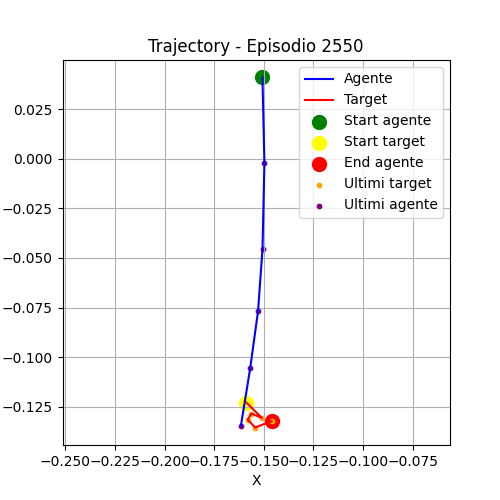 Trajectory - Episodio 2550
Agente
Target
Start agente
Start target
End agente
Ultimi target
Ultimi agente
0.025
0.000
−0.025
−0.050
−0.075
−0.100
−0.125
−0.250−0.225−0.200−0.175−0.150−0.125−0.100−0.075
X